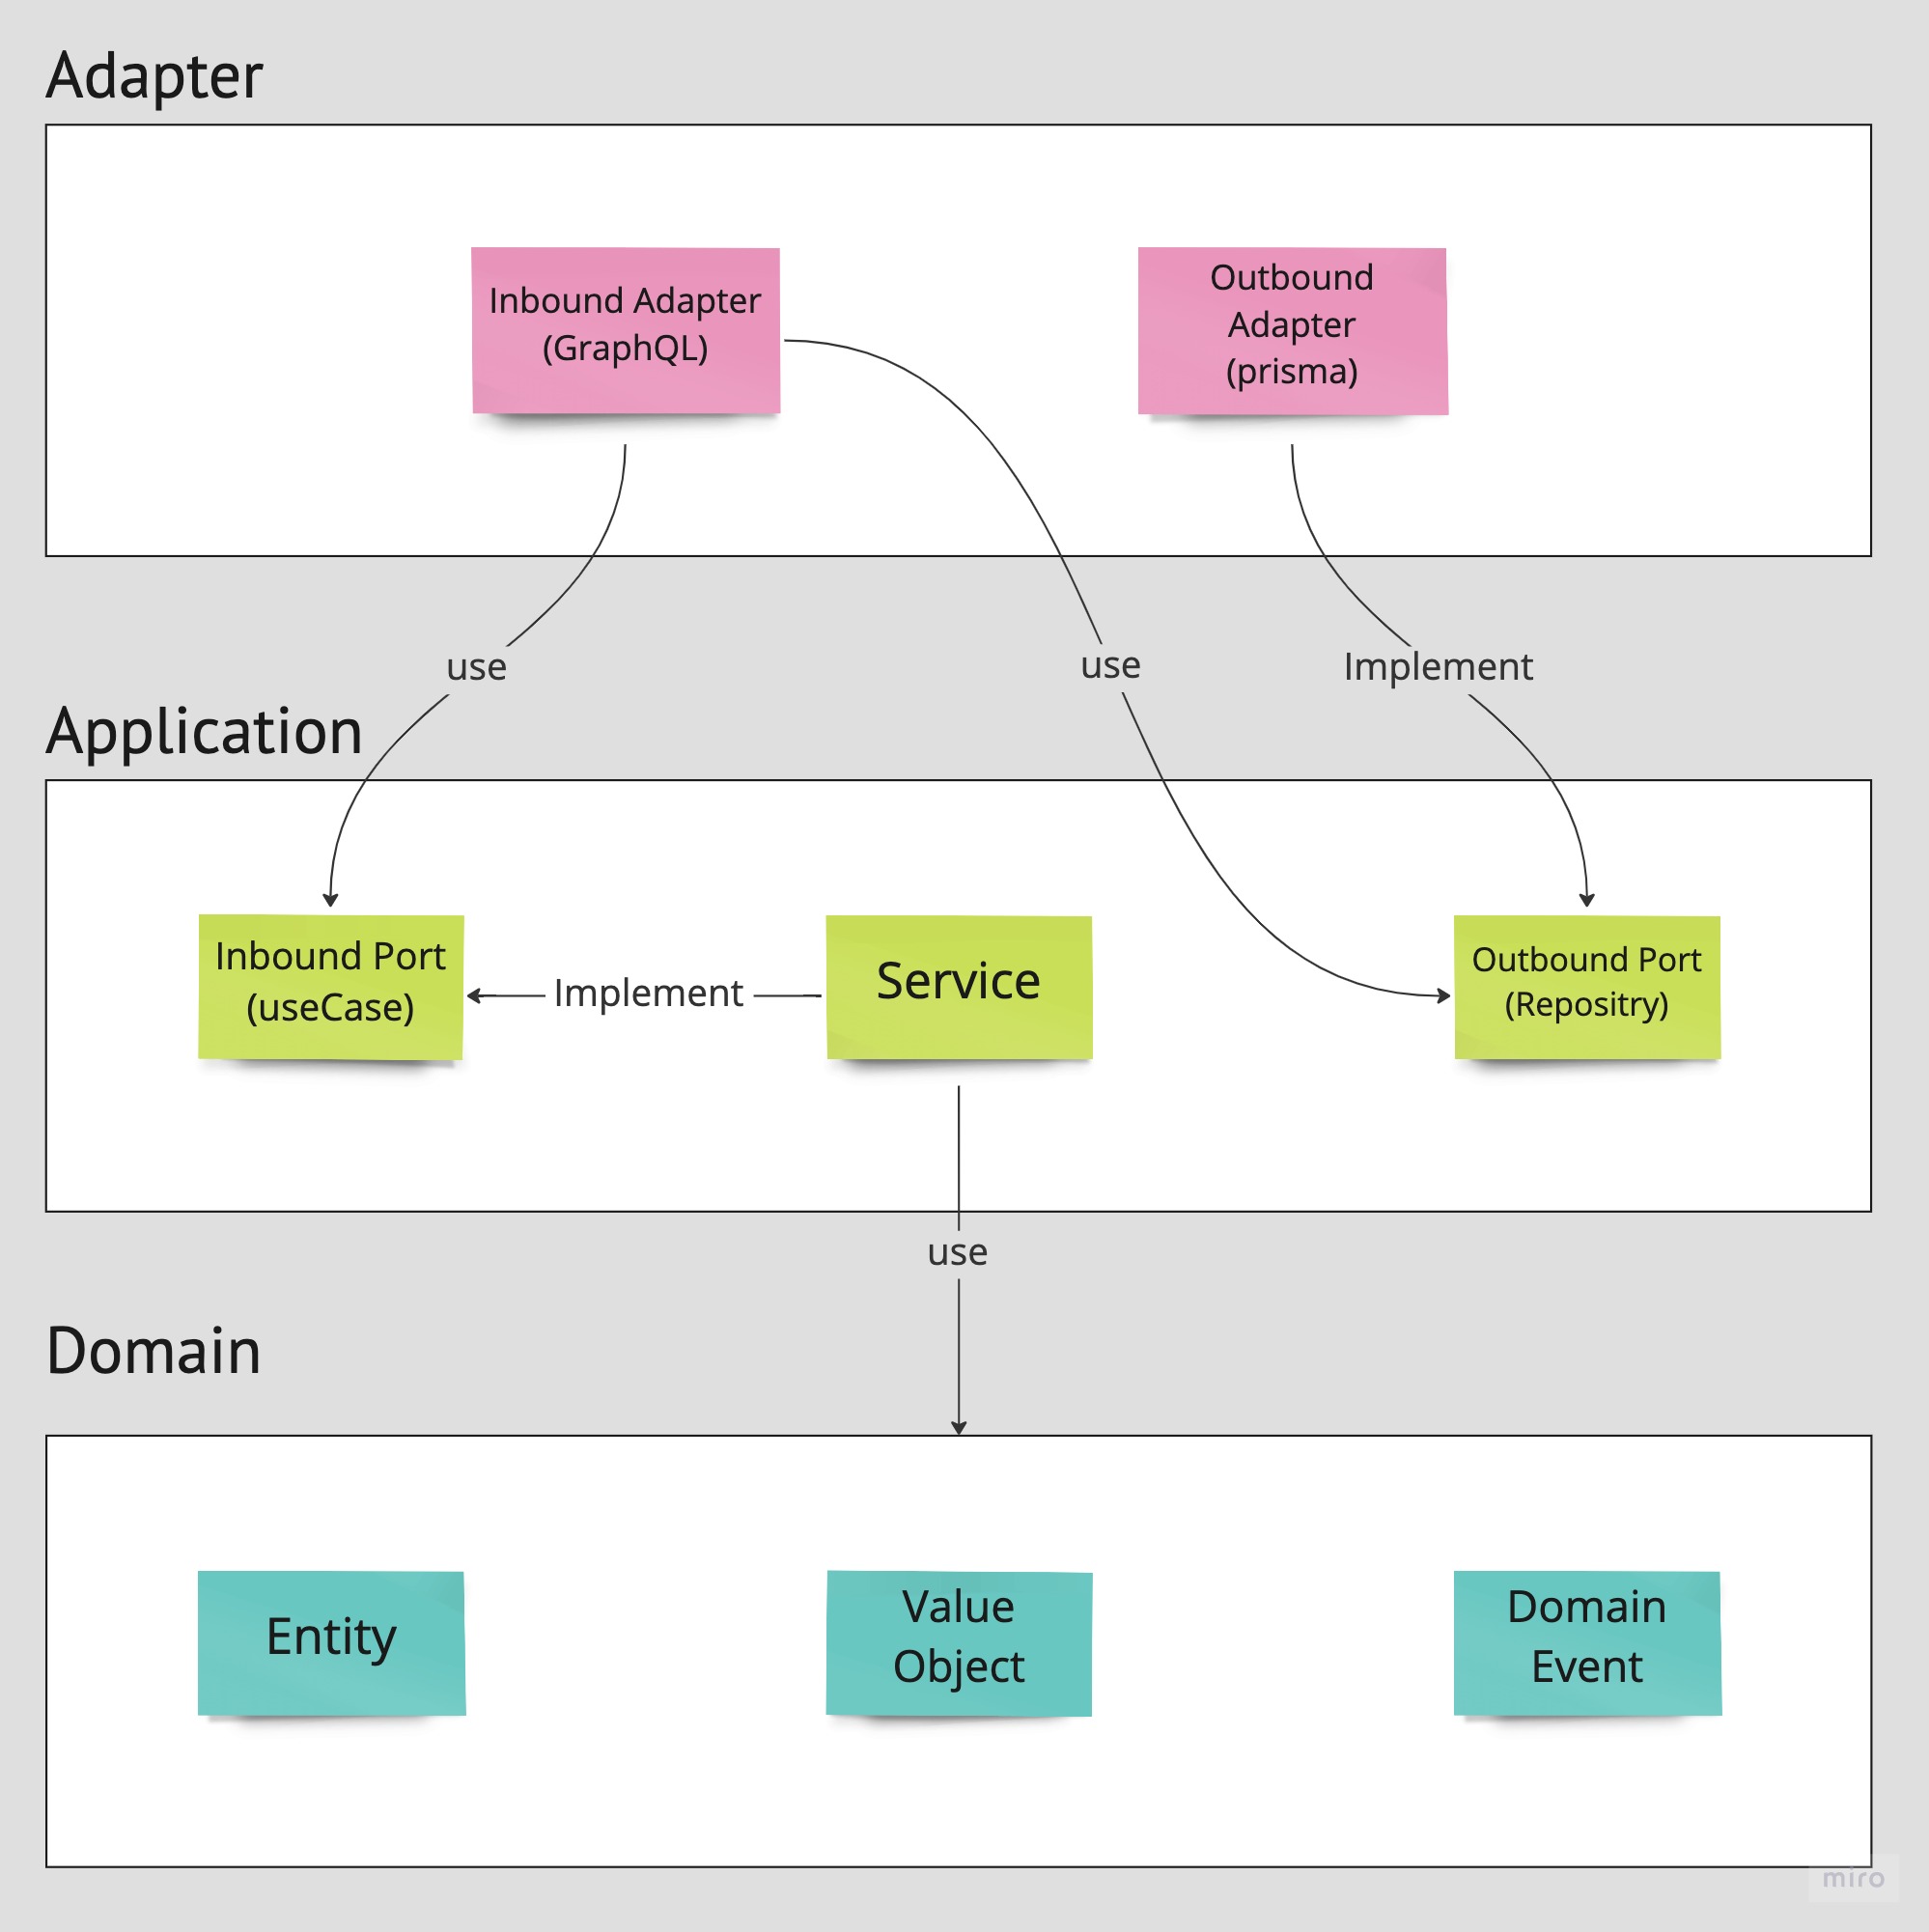 Adapter
Inbound Adapter
(GraphQL)
Outbound
Adapter
(prisma)
use
use
Implement
Application
Inbound Port
(useCase)
Implement
Service
Outbound Port
(Repositry)
use
Domain
Entity
Value
Object
Domain
Event
miro